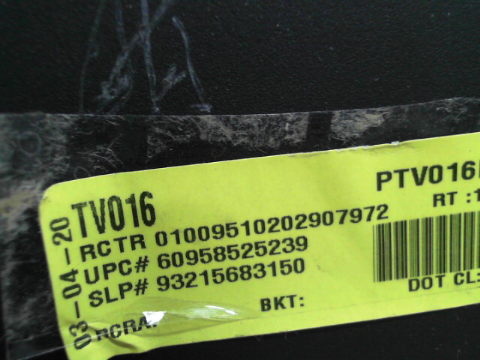 03-04-20
TV016
RCTR 01009510202907972
UPC# 60958525239
SLP# 93215683150
BKT:
PTV016
RT :1
DOT CL: